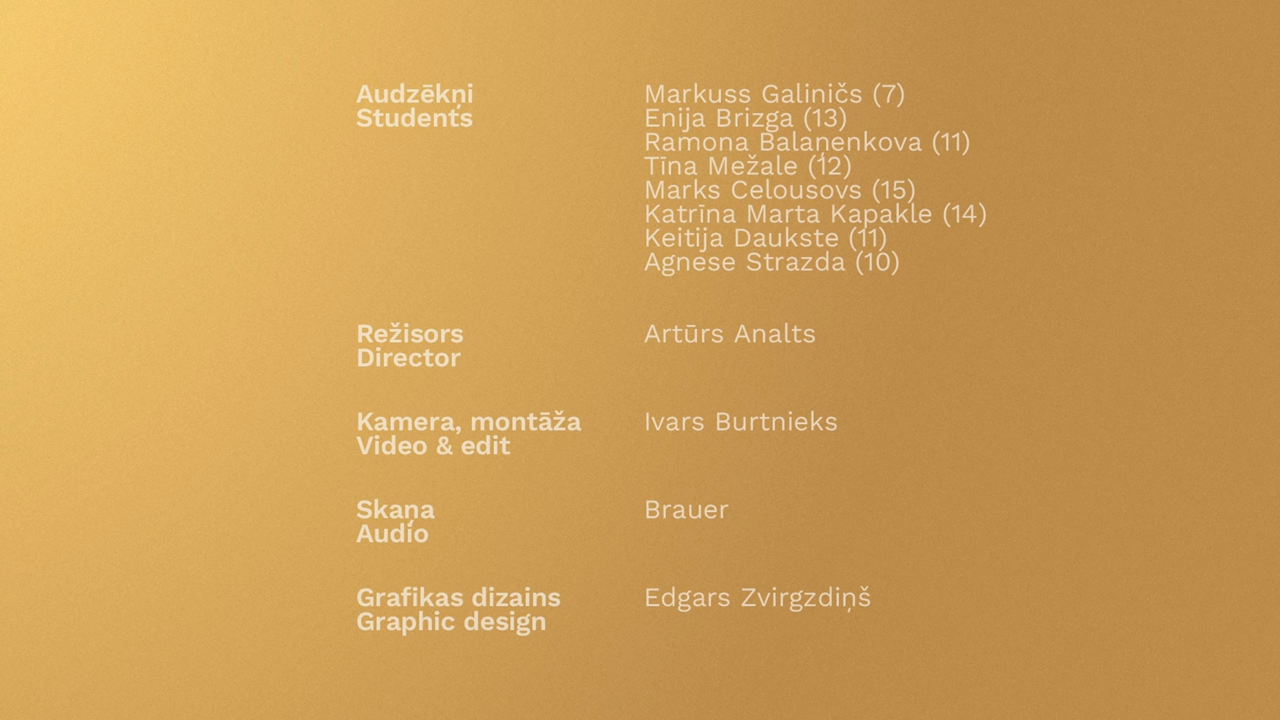 Audzēkņi
Students
Markuss Galiničs (7)
Enija Brizga (13)
Ramona Balaņenkova (11)
Tīna Mežale (12)
Marks Celousovs (15)
Katrīna Marta Kapakle (14)
Keitija Daukste (11)
Agnese Strazda (10)
Režisors
Director
Artūrs Analts
Kamera, montāža
Video & edit
Ivars Burtnieks
Skaņa
Audio
Brauer
Grafikas dizains
Graphic design
Edgars Zvirgzdiņš